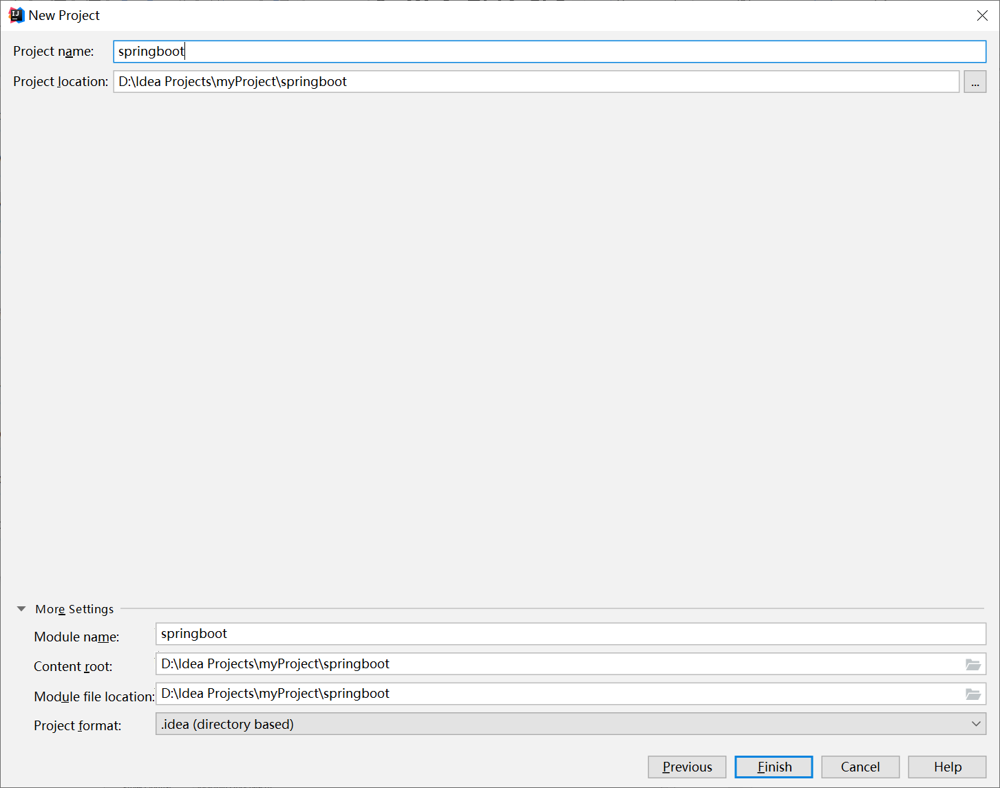 New Project
Project name: springboot
Project location: D:\Idea Projects\myProject\springboot ...
More Settings
Module name: springboot
Content root: D:\Idea Projects\myProject\springboot
Module file location: D:\Idea Projects\myProject\springboot
Project format: .idea (directory based)
Previous Finish Cancel Help